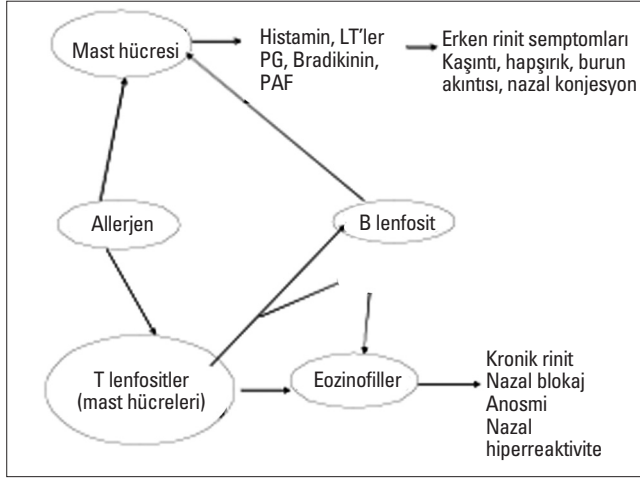 Mast hücresi
Histamin, LT'ler
PG, Bradikinin,
PAF
Erken rinit semptomları
Kaşıntı, hapşırık, burun
akıntısı, nazal konjesyon
Allerjen
B lenfosit
T lenfositler
(mast hücreleri)
Eozinofiller
Kronik rinit
Nazal blokaj
Anosmi
Nazal
hiperreaktivite